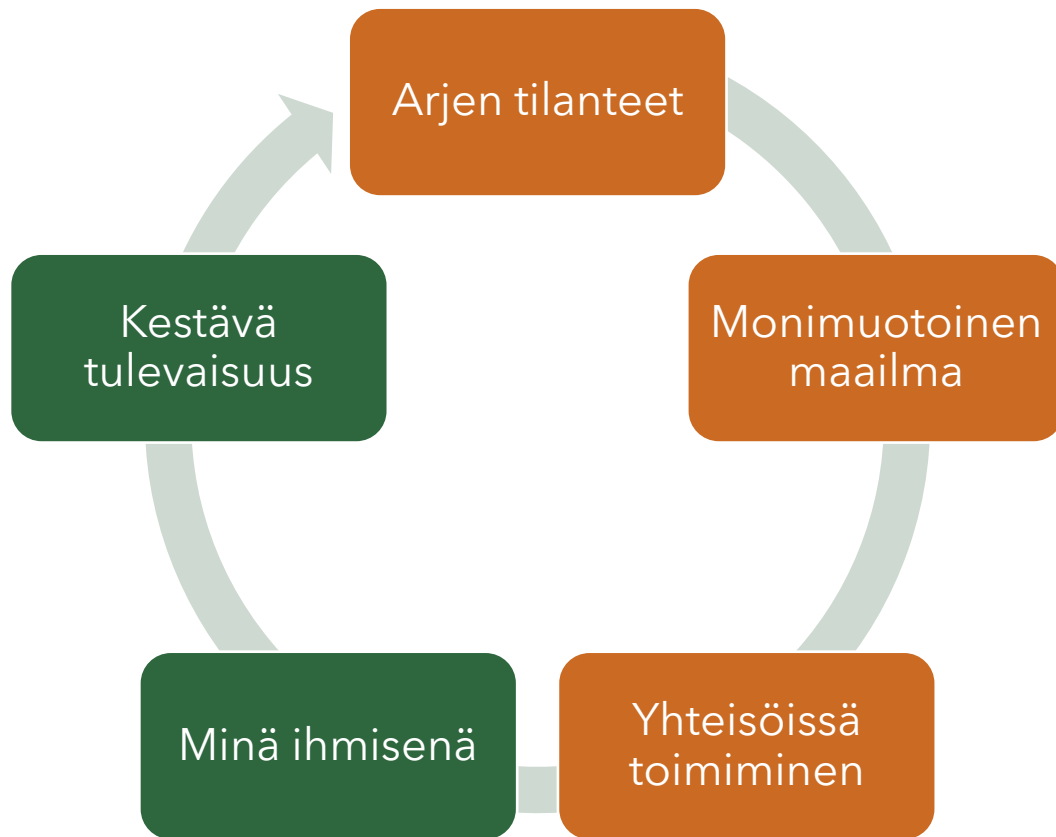 Arjen tilanteet
Monimuotoinen
maailma
Yhteisöissä
toimiminen
Minä ihmisenä
Kestävä
tulevaisuus